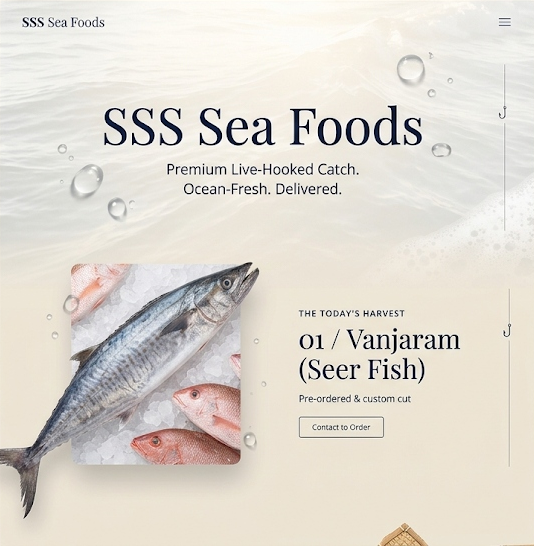 SSS Sea Foods
SSS Sea Foods
Premium Live-Hooked Catch.
Ocean-Fresh. Delivered.
THE TODAY'S HARVEST
01 / Vanjaram
(Seer Fish)
Pre-ordered & custom cut
Contact to Order